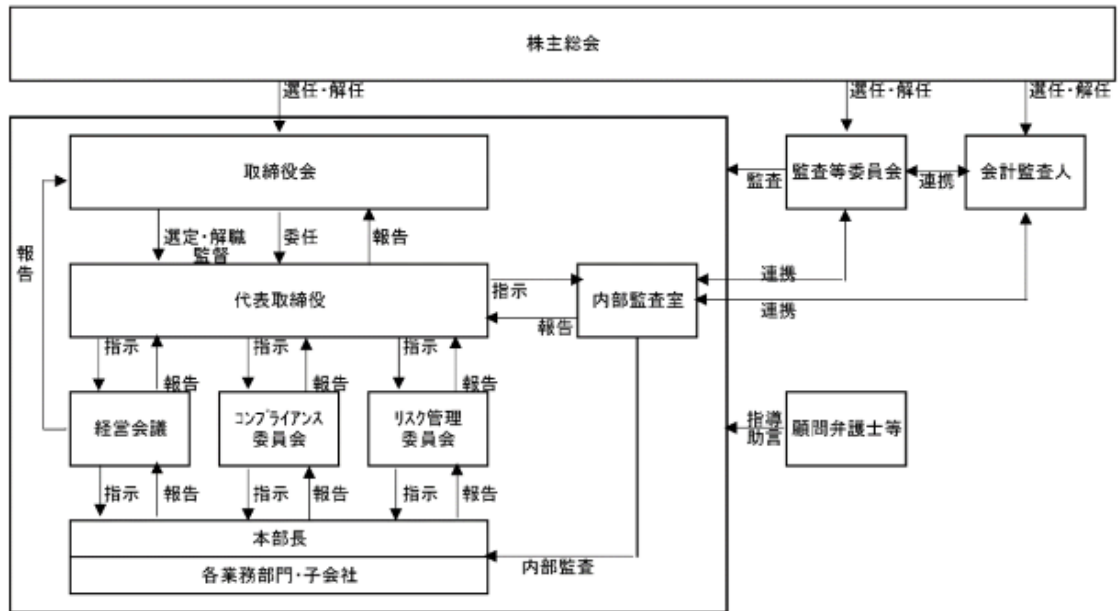 株主総会
選任・解任
選任・解任
選任・解任
取締役会
監査
監査等委員会
連携
会計監査人
報告
選定・解職
監督
委任
報告
代表取締役
指示
報告
内部監査室
連携
連携
指示
報告
指示
報告
指示
報告
経営会議
コンプライアンス
委員会
リスク管理
委員会
指導
助言
顧問弁護士等
指示
報告
指示
報告
指示
報告
本部長
内部監査
各業務部門・子会社